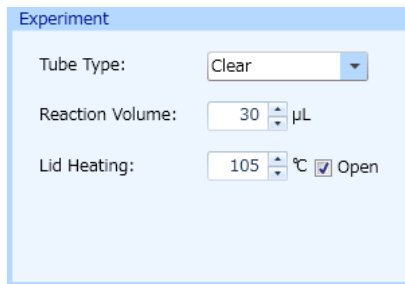 Experiment
Tube Type: Clear
Reaction Volume: 30 µL
Lid Heating: 105 ℃ Open